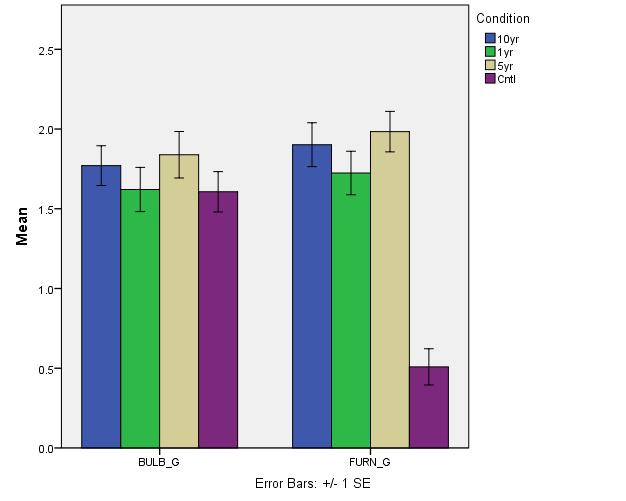 Condition
10yr
1yr
5yr
Cntl
2.5
2.0
1.5
1.0
0.5
0.0
Mean
BULB_G
FURN_G
Error Bars: +/- 1 SE